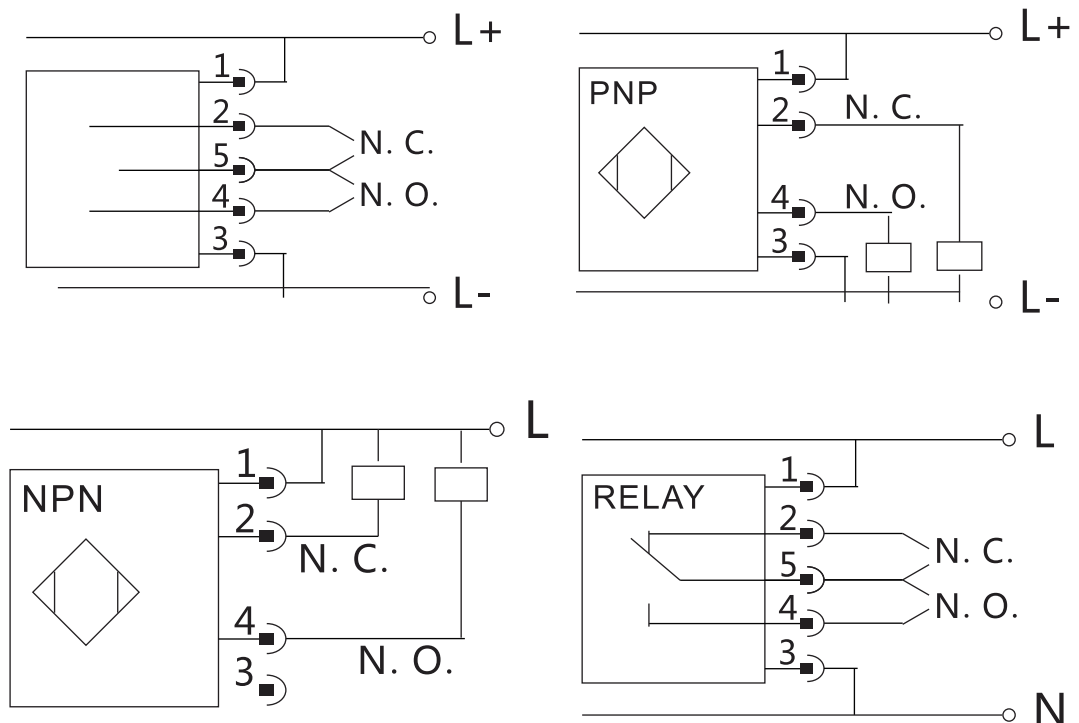 L+
1
2
N. C.
5
N. O.
4
3
L-
L+
PNP
1
N. C.
2
N. O.
4
3
L-
L
NPN
1
2
N. C.
4
N. O.
3
L
RELAY
1
2
N. C.
5
N. O.
4
3
N